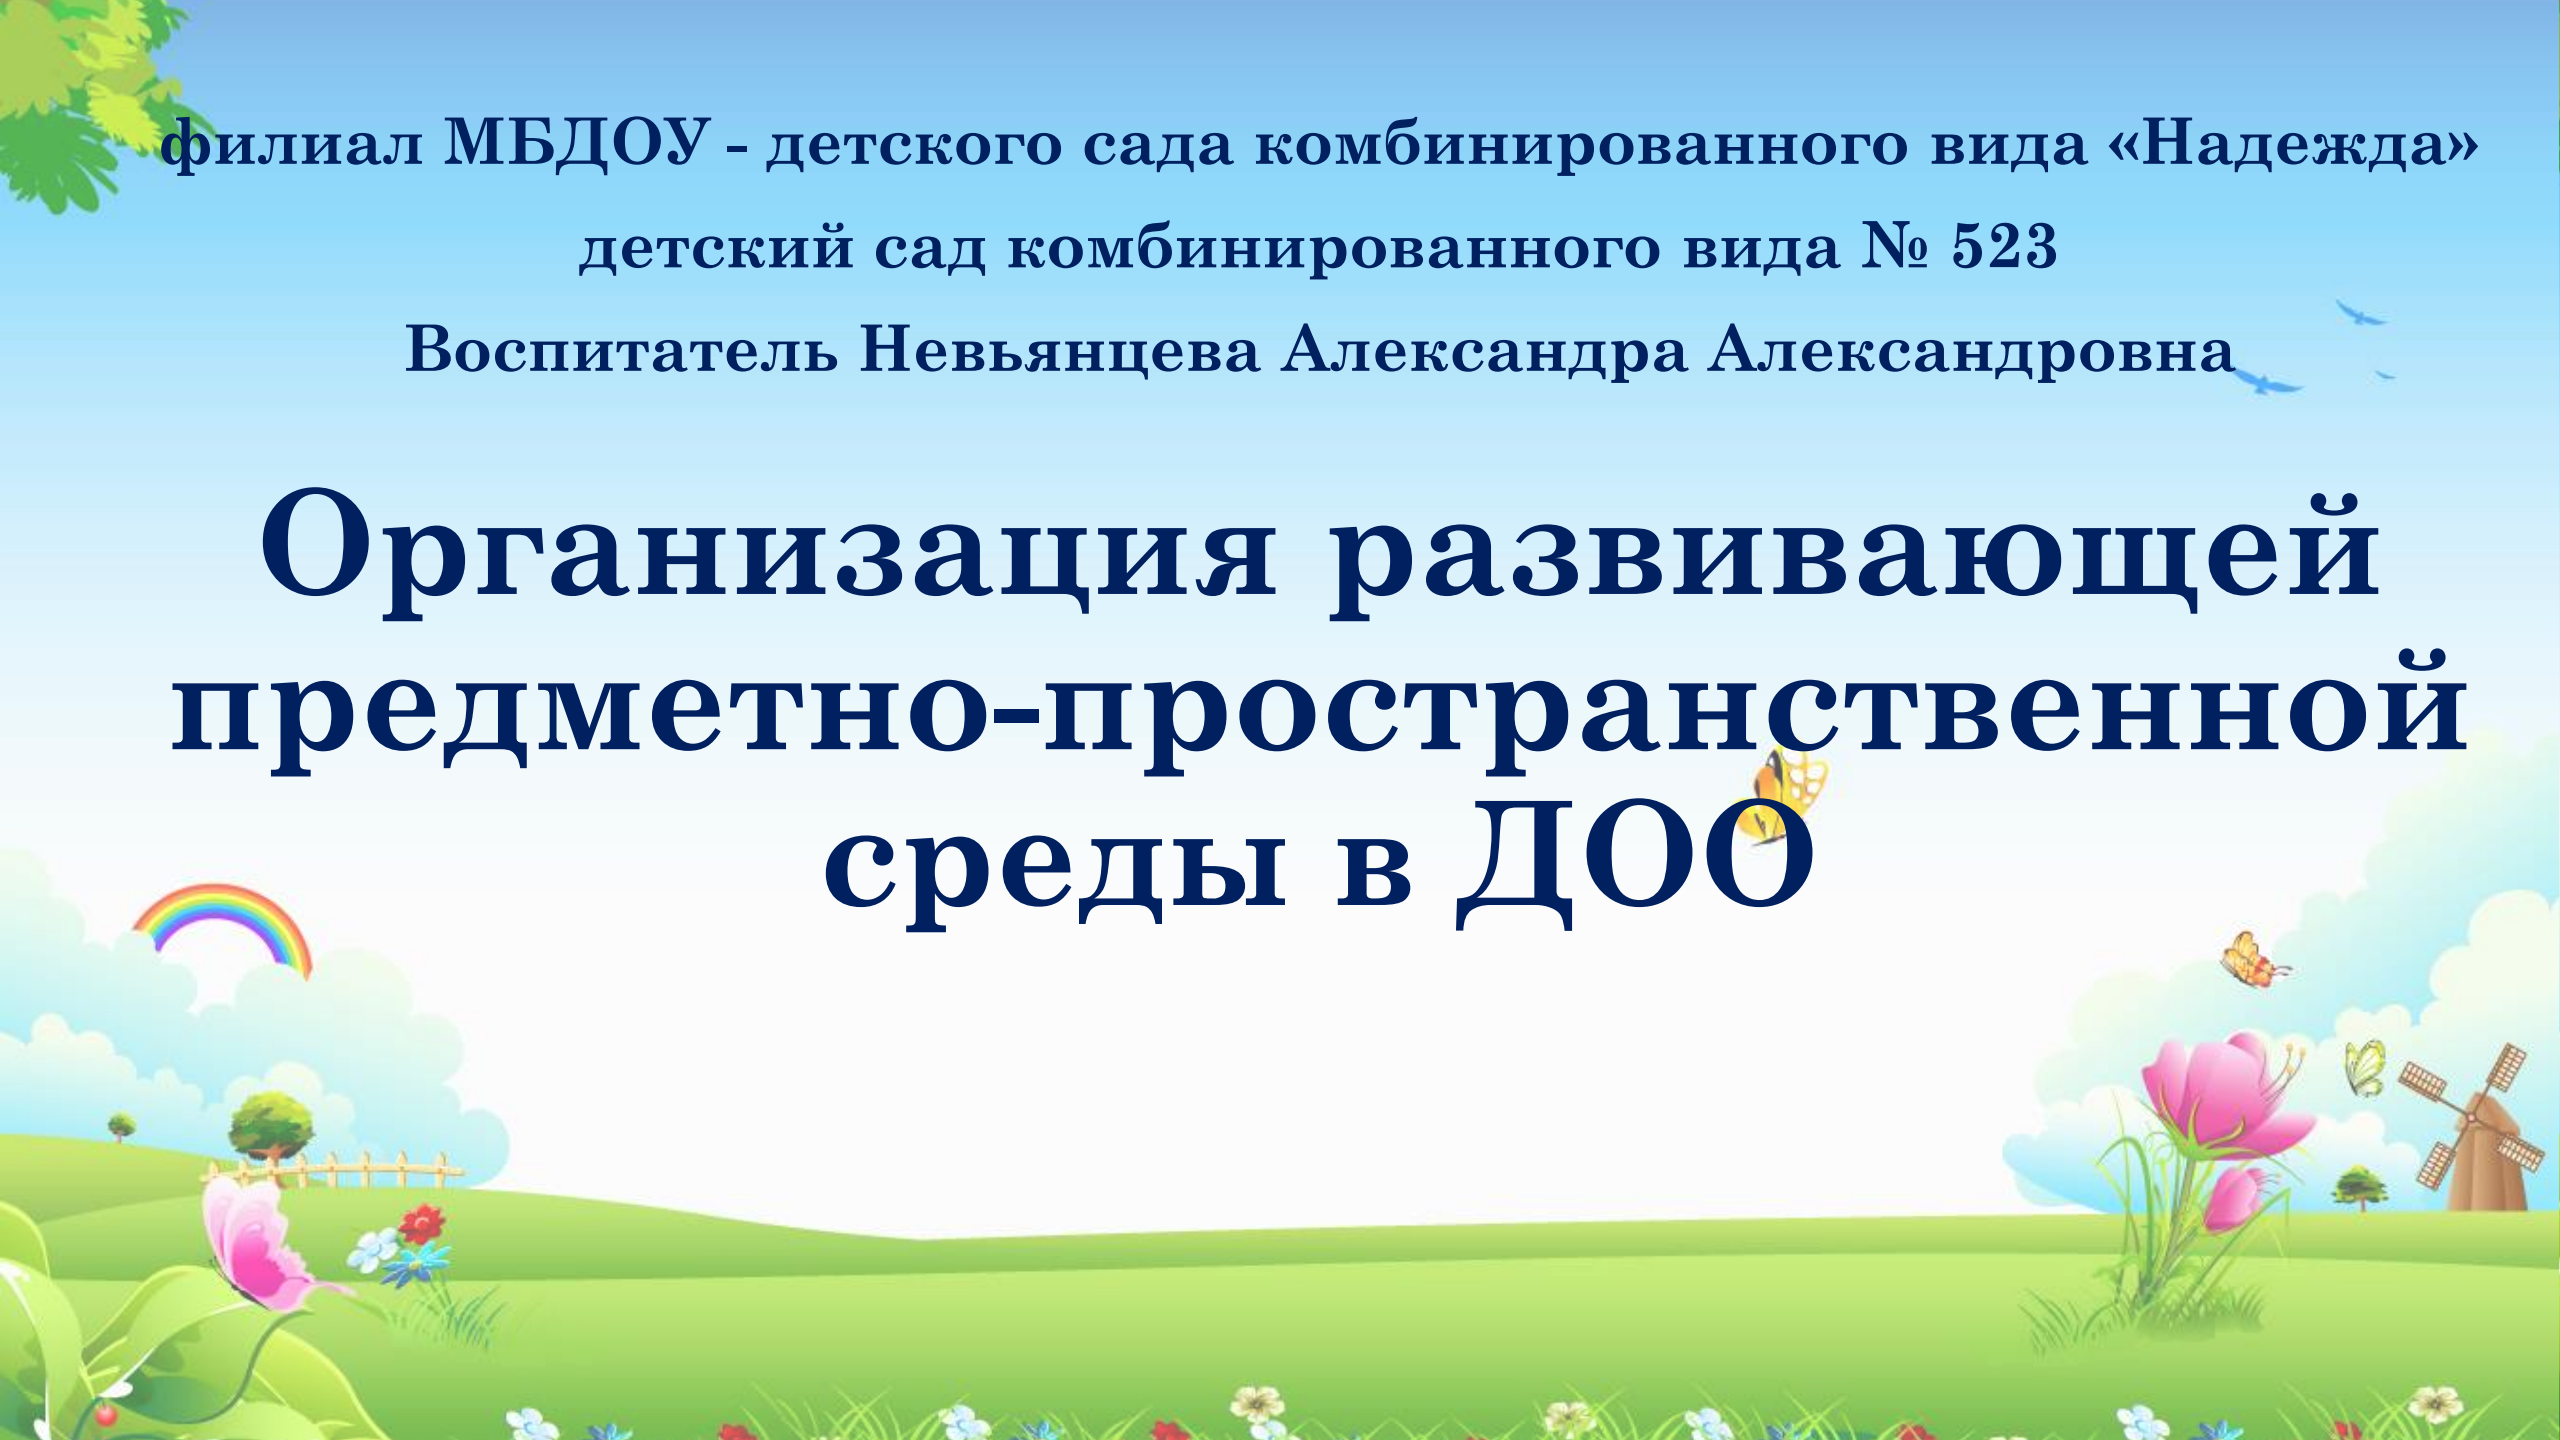 филиал МБДОУ - детского сада комбинированного вида «Надежда»
детский сад комбинированного вида № 523
Воспитатель Невьянцева Александра Александровна
Организация развивающей
предметно-пространственной
среды в ДОО